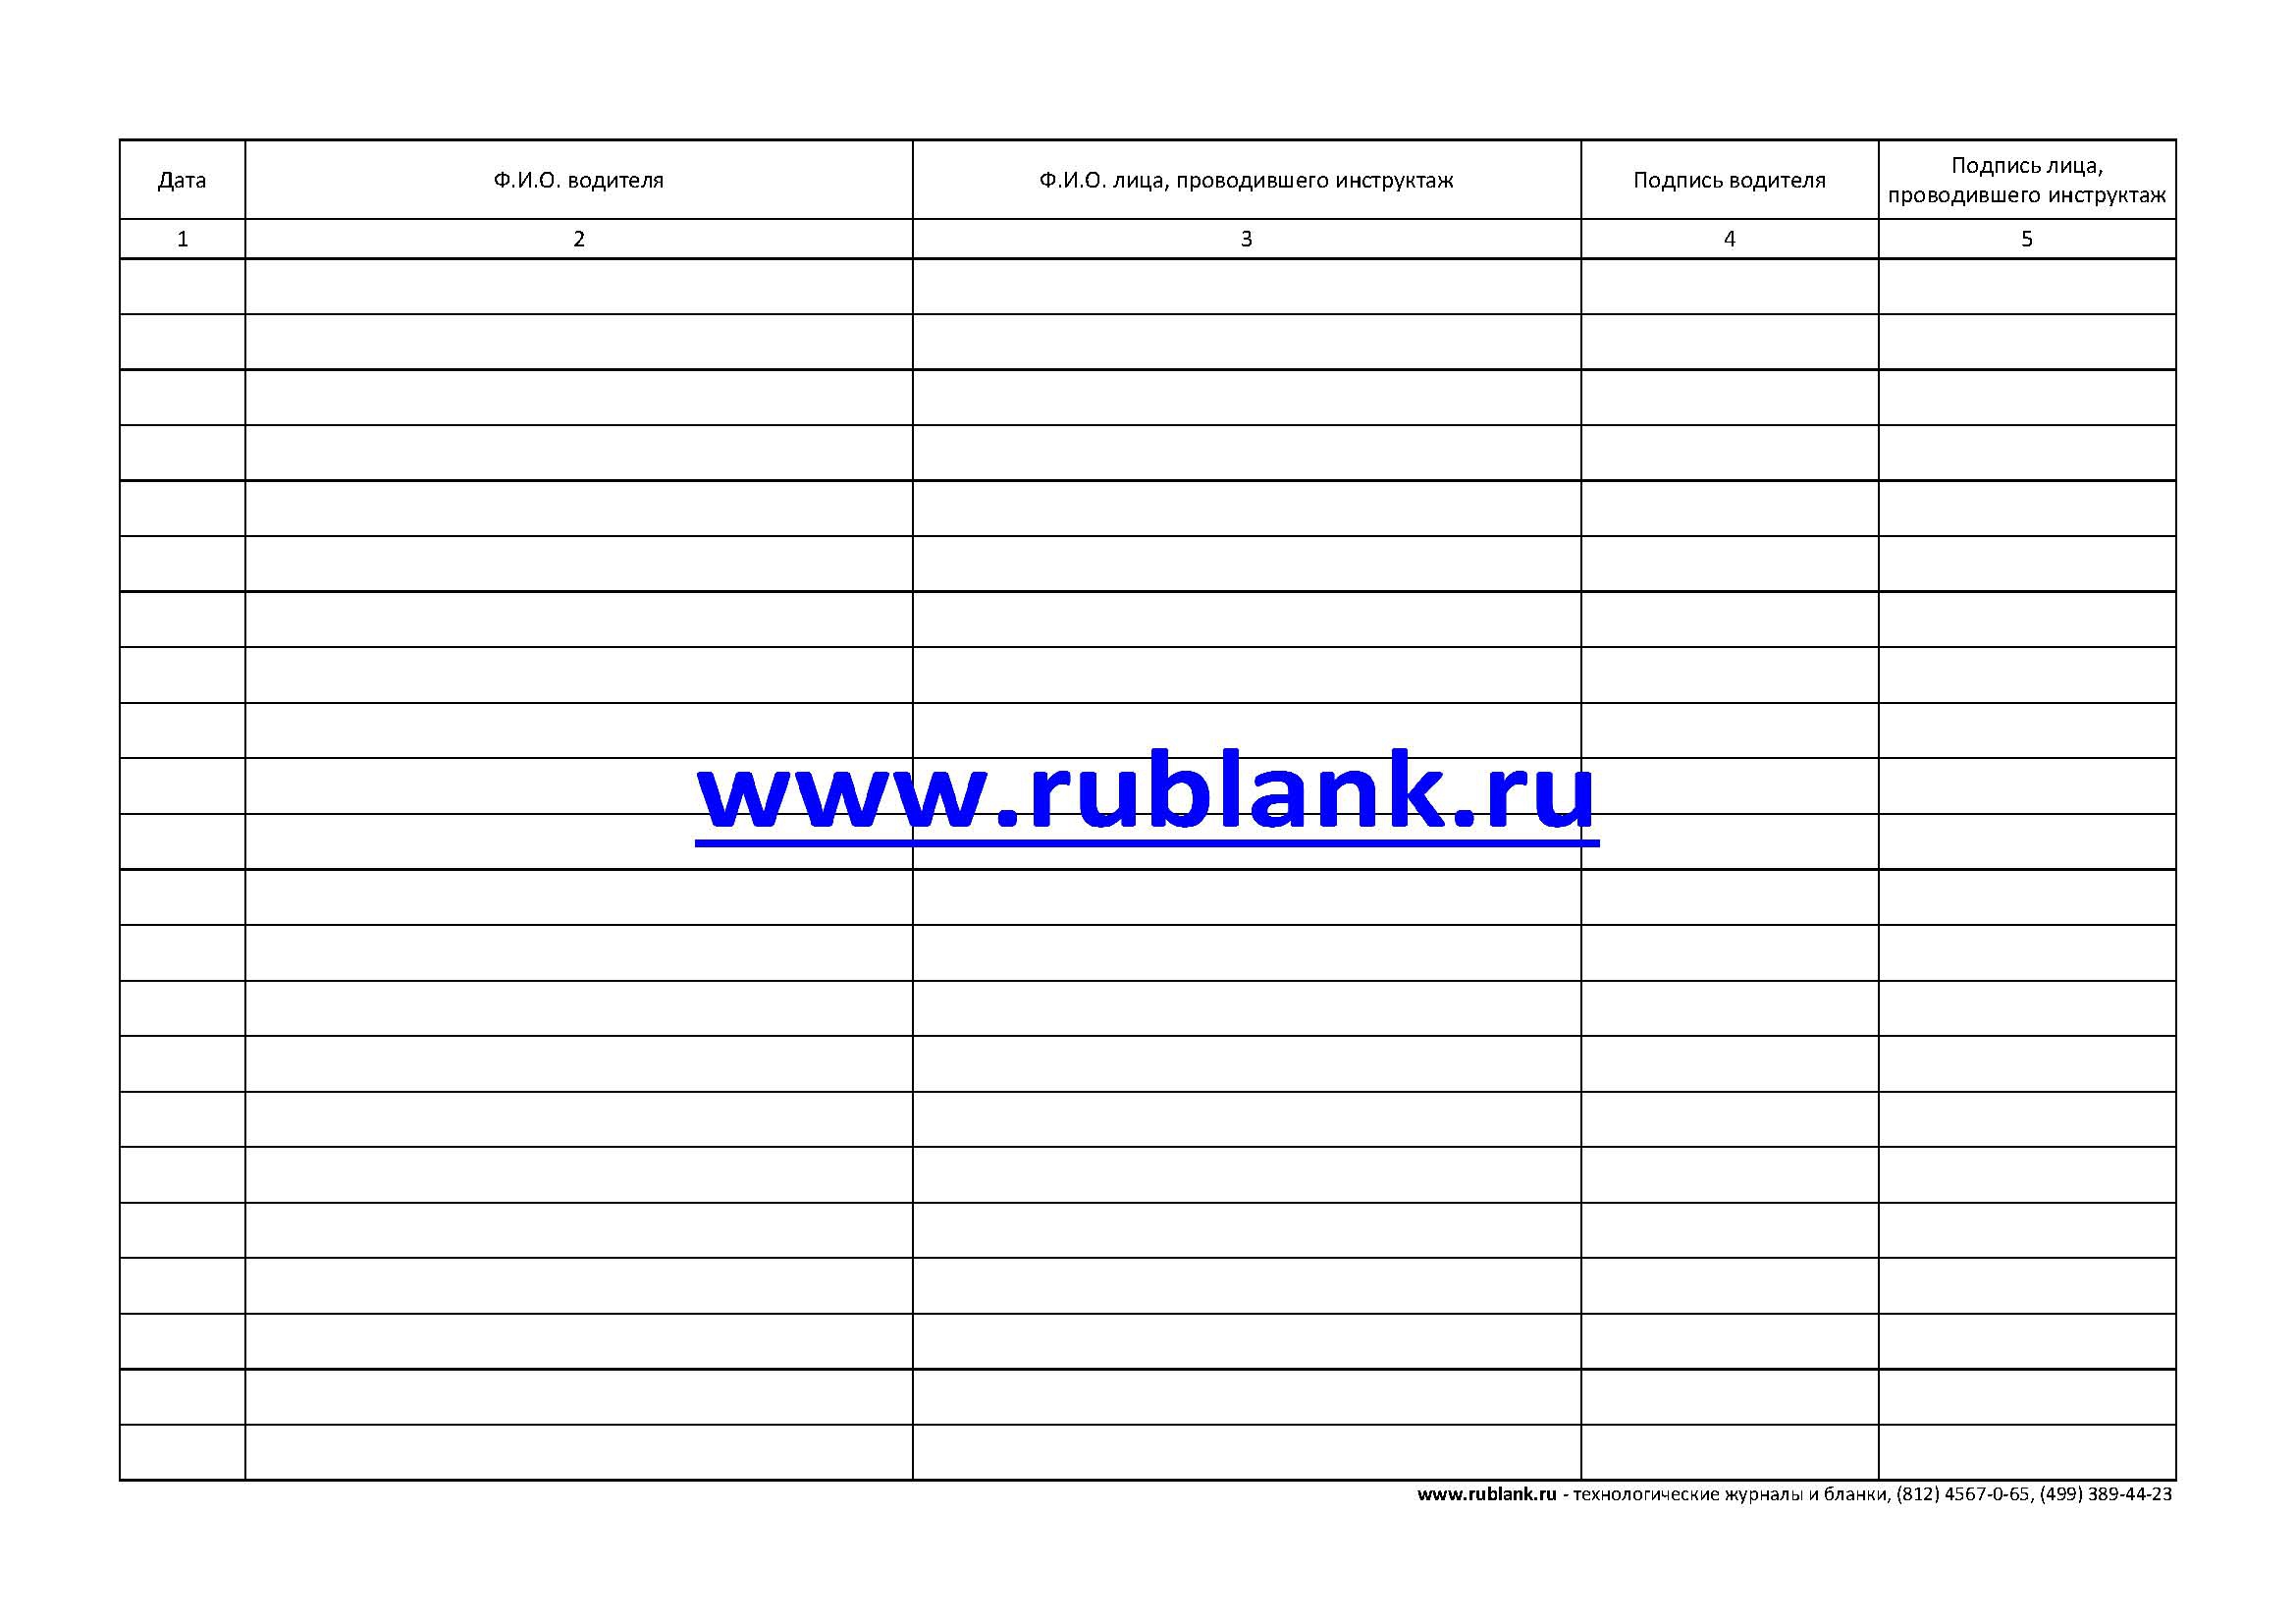 Дата
Ф.И.О. водителя
Ф.И.О. лица, проводившего инструктаж
Подпись водителя
Подпись лица,
проводившего инструктаж
1
2
3
4
5
www.rublank.ru
www.rublank.ru - технологические журналы и бланки, (812) 4567-0-65, (499) 389-44-23